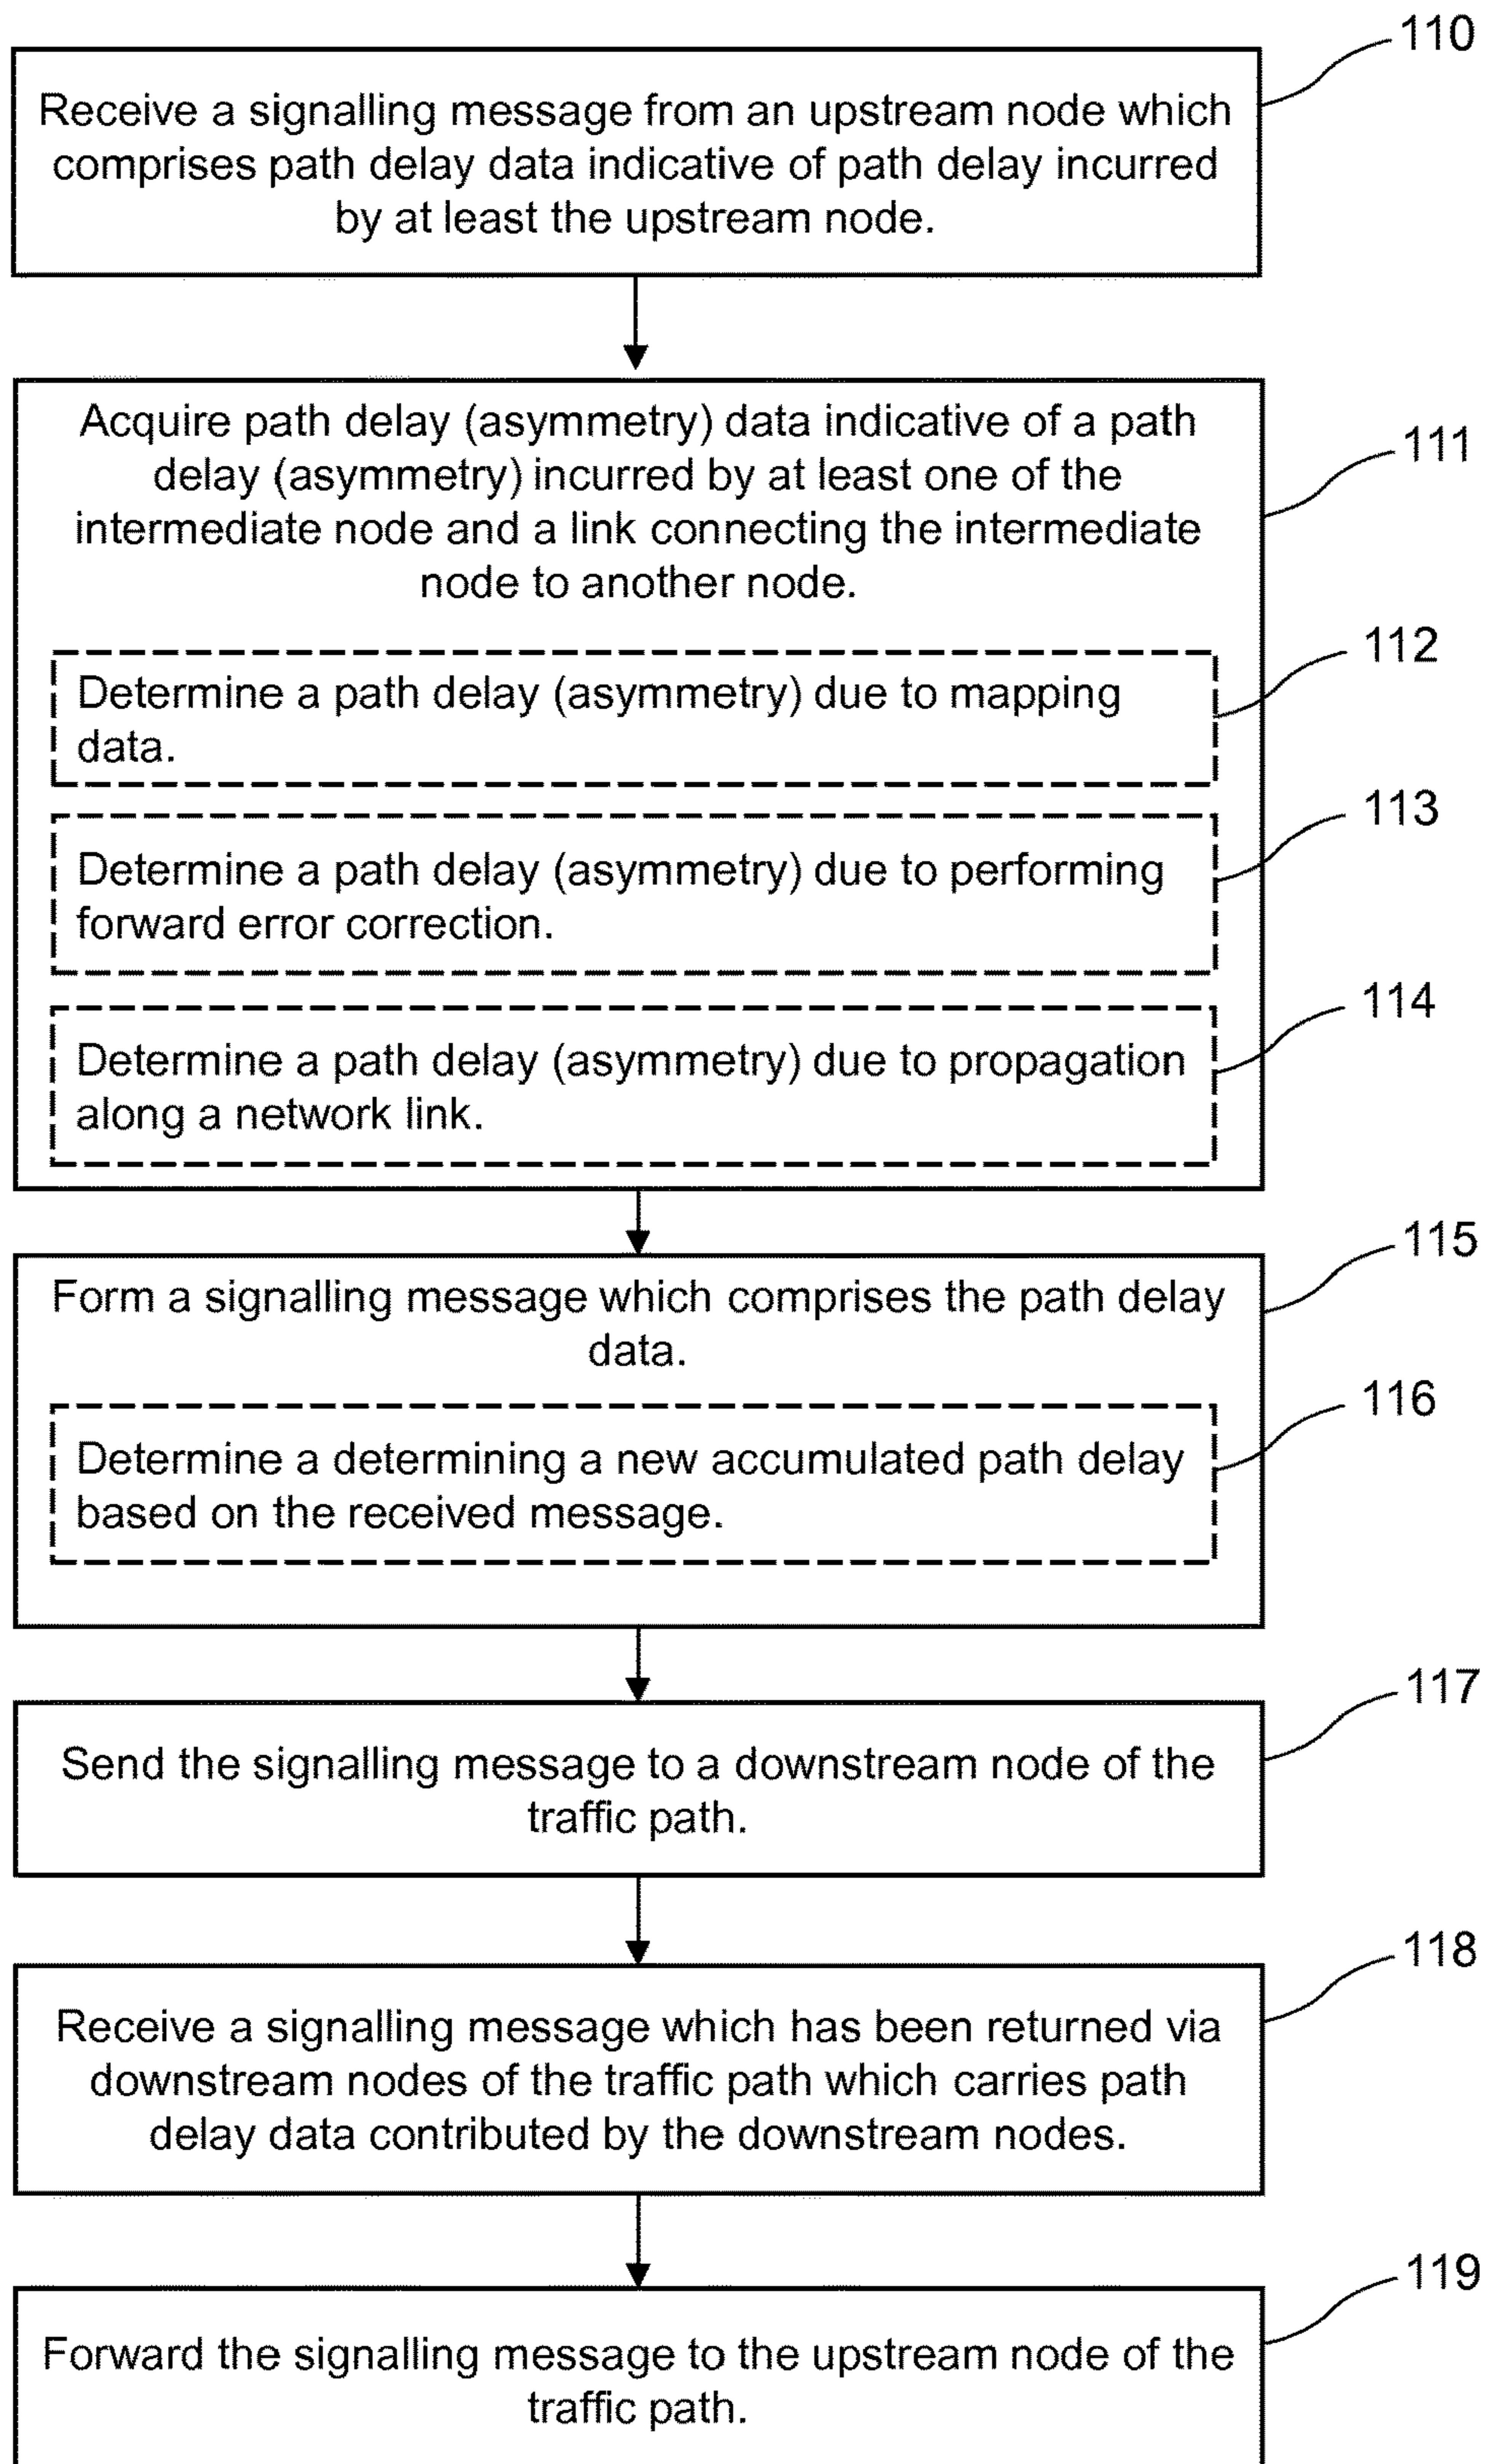 110
Receive a signalling message from an upstream node which
comprises path delay data indicative of path delay incurred
by at least the upstream node.
Acquire path delay (asymmetry) data indicative of a path
delay (asymmetry) incurred by at least one of the
intermediate node and a link connecting the intermediate
node to another node.
111
112
Determine a path delay (asymmetry) due to mapping
data.
113
Determine a path delay (asymmetry) due to performing
forward error correction.
114
Determine a path delay (asymmetry) due to propagation
along a network link.
115
Form a signalling message which comprises the path delay
data.
116
Determine a determining a new accumulated path delay
based on the received message.
117
Send the signalling message to a downstream node of the
traffic path.
118
Receive a signalling message which has been returned via
downstream nodes of the traffic path which carries path
delay data contributed by the downstream nodes.
119
Forward the signalling message to the upstream node of the
traffic path.